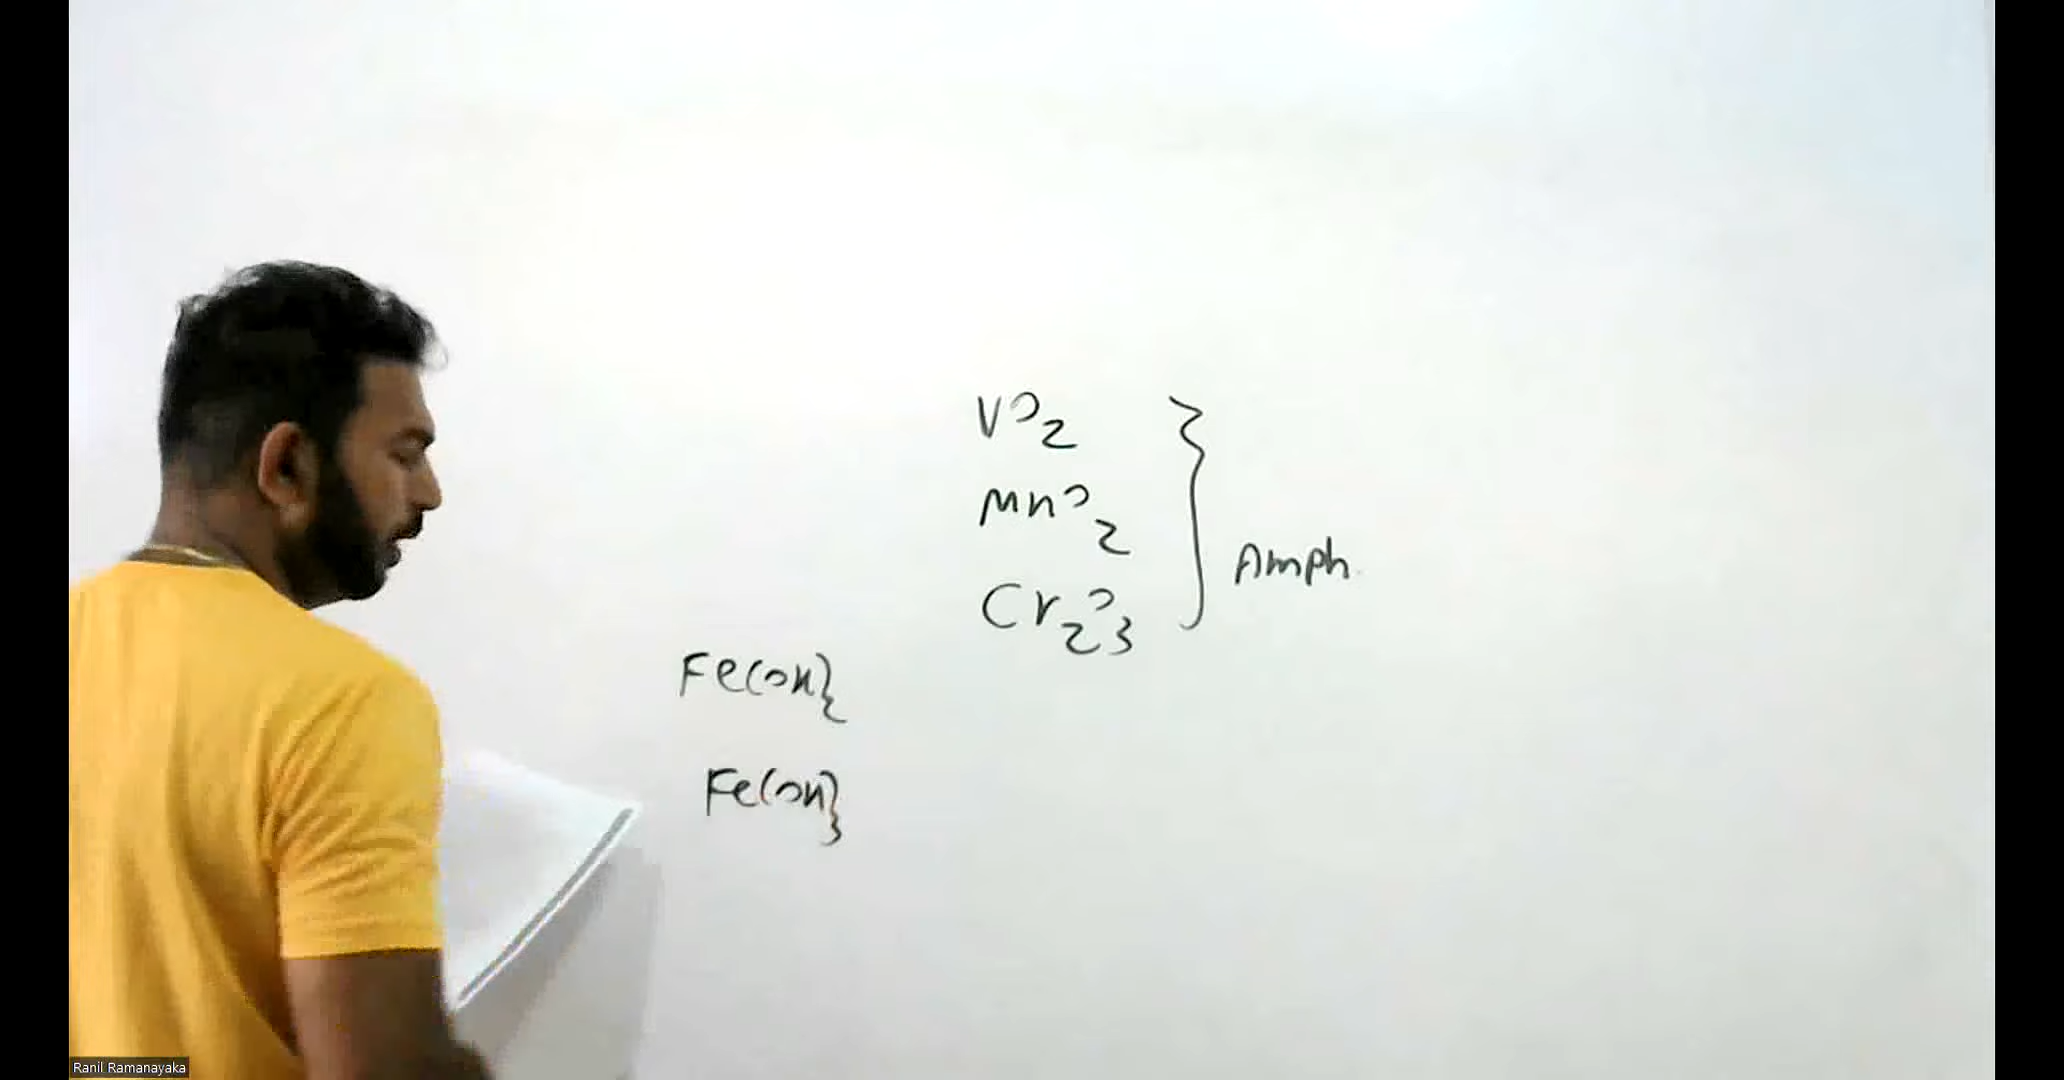 VO₂
MnO₂
Cr₂O₃
Amph.
Fe(OH)₂
Fe(OH)₃
Ranil Ramanayaka